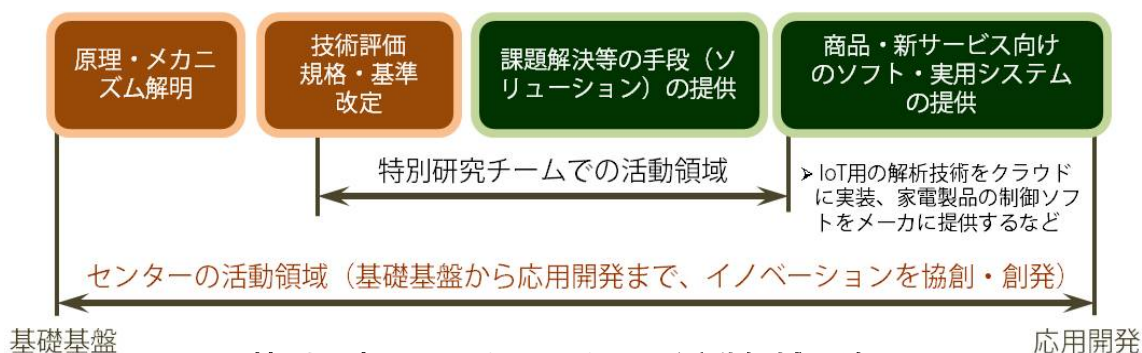 原理・メカニ
ズム解明
技術評価
規格・基準
改定
課題解決等の手段（ソ
リューション）の提供
商品・新サービス向け
のソフト・実用システム
の提供
特別研究チームでの活動領域
➢ IoT用の解析技術をクラウド
に実装、家電製品の制御ソフ
トをメーカに提供するなど
センターの活動領域（基礎基盤から応用開発まで、イノベーションを協創・創発）
基礎基盤
応用開発